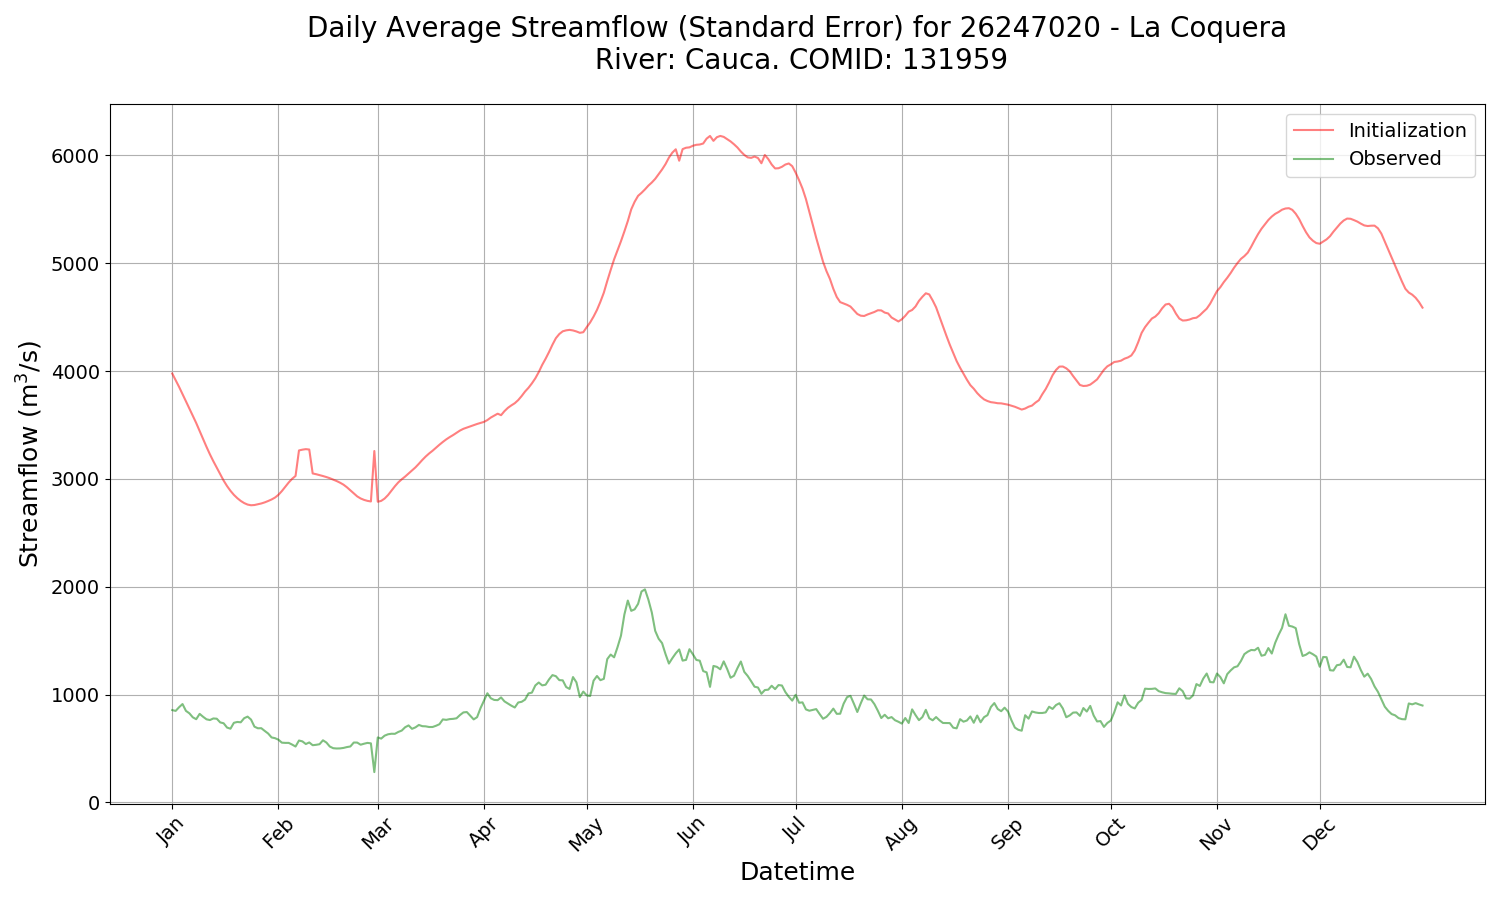 Daily Average Streamflow (Standard Error) for 26247020 - La Coquera
River: Cauca. COMID: 131959
Initialization
Observed
6000
5000
4000
3000
2000
1000
0
Streamflow (m³/s)
Jan
Feb
Mar
Apr
May
Jun
Jul
Aug
Sep
Oct
Nov
Dec
Datetime